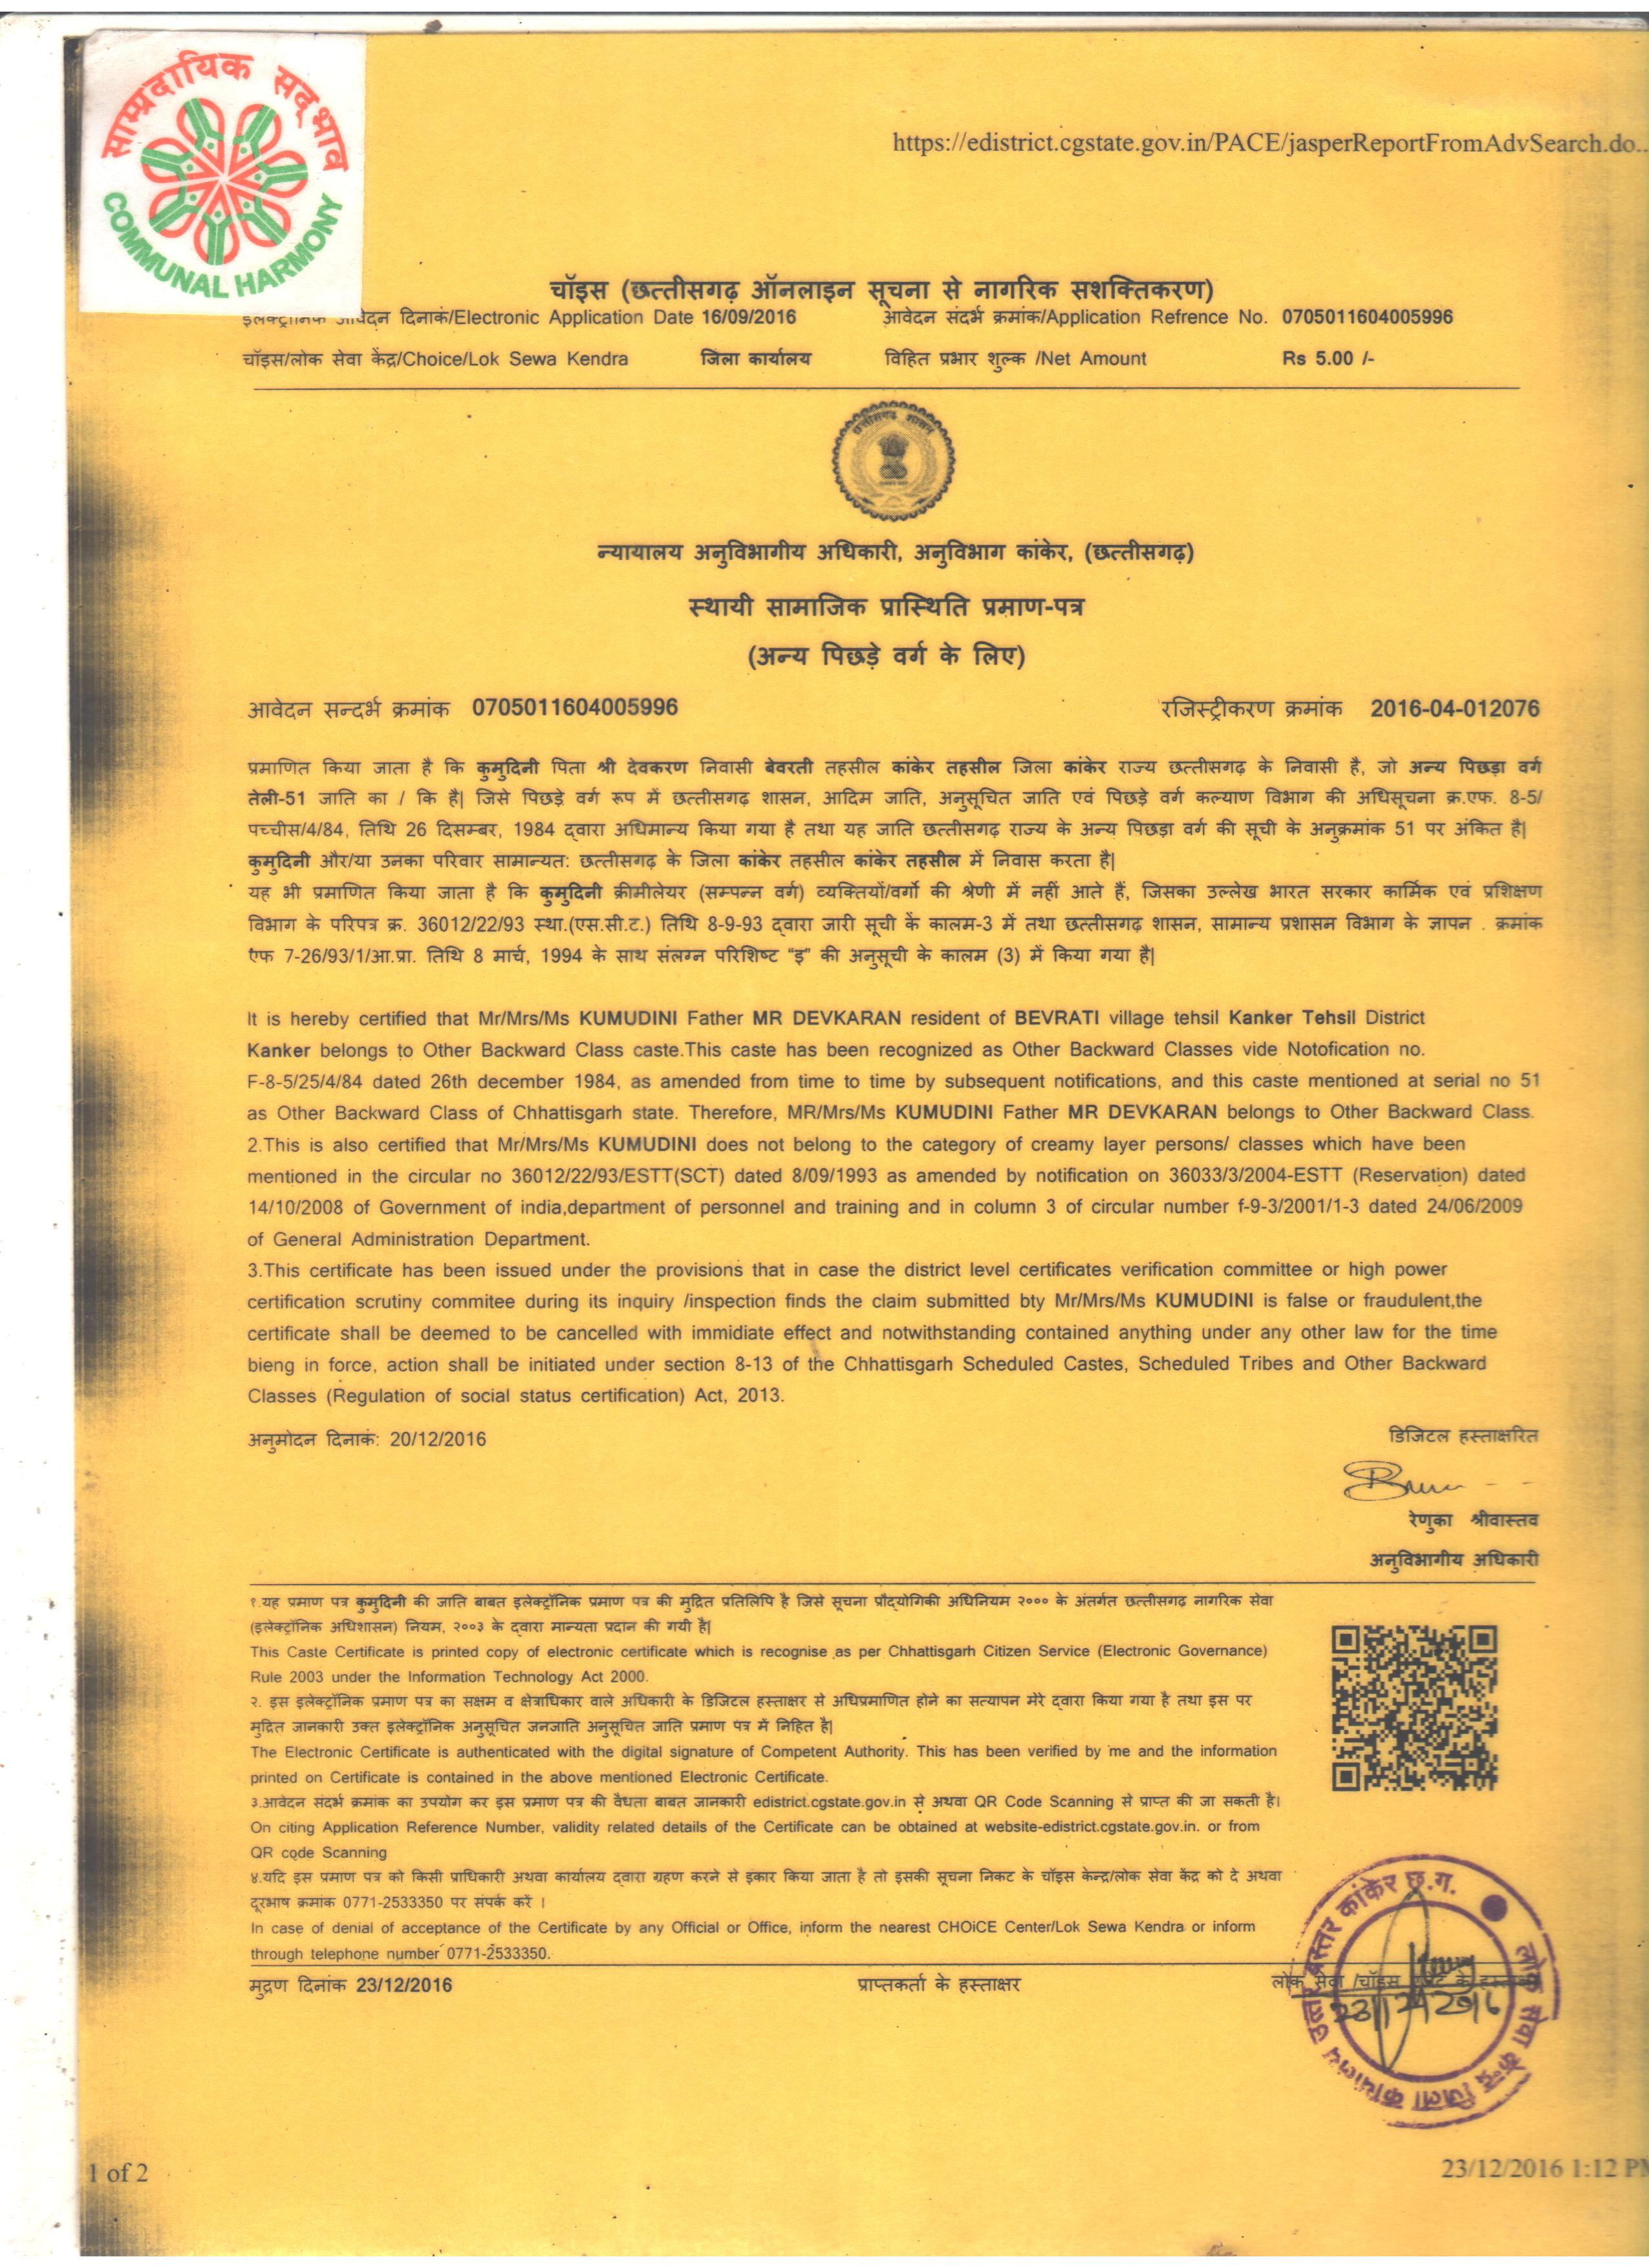 साम्प्रदायिक सद्भाव
COMMUNAL HARMONY
https://edistrict.cgstate.gov.in/PACE/jasperReportFromAdvSearch.do..
चॉइस (छत्तीसगढ़ ऑनलाइन सूचना से नागरिक सशक्तिकरण)
इलेक्ट्रॉनिक आवेदन दिनाकं/Electronic Application Date 16/09/2016 आवेदन संदर्भ क्रमांक/Application Refrence No. 0705011604005996
चॉइस/लोक सेवा केंद्र/Choice/Lok Sewa Kendra जिला कार्यालय विहित प्रभार शुल्क /Net Amount Rs 5.00 /-
छत्तीसगढ़ शासन
न्यायालय अनुविभागीय अधिकारी, अनुविभाग कांकेर, (छत्तीसगढ़)
स्थायी सामाजिक प्रास्थिति प्रमाण-पत्र
(अन्य पिछड़े वर्ग के लिए)
आवेदन सन्दर्भ क्रमांक 0705011604005996 रजिस्ट्रीकरण क्रमांक 2016-04-012076
प्रमाणित किया जाता है कि कुमुदिनी पिता श्री देवकरण निवासी बेवरती तहसील कांकेर तहसील जिला कांकेर राज्य छत्तीसगढ़ के निवासी है, जो अन्य पिछड़ा वर्ग
तेली-51 जाति का / कि है| जिसे पिछड़े वर्ग रूप में छत्तीसगढ़ शासन, आदिम जाति, अनुसूचित जाति एवं पिछड़े वर्ग कल्याण विभाग की अधिसूचना क्र.एफ. 8-5/
पच्चीस/4/84, तिथि 26 दिसम्बर, 1984 द्वारा अधिमान्य किया गया है तथा यह जाति छत्तीसगढ़ राज्य के अन्य पिछड़ा वर्ग की सूची के अनुक्रमांक 51 पर अंकित है|
कुमुदिनी और/या उनका परिवार सामान्यत: छत्तीसगढ़ के जिला कांकेर तहसील कांकेर तहसील में निवास करता है|
यह भी प्रमाणित किया जाता है कि कुमुदिनी क्रीमीलेयर (सम्पन्न वर्ग) व्यक्तियों/वर्गो की श्रेणी में नहीं आते हैं, जिसका उल्लेख भारत सरकार कार्मिक एवं प्रशिक्षण
विभाग के परिपत्र क्र. 36012/22/93 स्था.(एस.सी.ट.) तिथि 8-9-93 द्वारा जारी सूची के कालम-3 में तथा छत्तीसगढ़ शासन, सामान्य प्रशासन विभाग के ज्ञापन . क्रमांक
एफ 7-26/93/1/आ.प्रा. तिथि 8 मार्च, 1994 के साथ संलग्न परिशिष्ट "इ" की अनुसूची के कालम (3) में किया गया है|
It is hereby certified that Mr/Mrs/Ms KUMUDINI Father MR DEVKARAN resident of BEVRATI village tehsil Kanker Tehsil District
Kanker belongs to Other Backward Class caste.This caste has been recognized as Other Backward Classes vide Notofication no.
F-8-5/25/4/84 dated 26th december 1984, as amended from time to time by subsequent notifications, and this caste mentioned at serial no 51
as Other Backward Class of Chhattisgarh state. Therefore, MR/Mrs/Ms KUMUDINI Father MR DEVKARAN belongs to Other Backward Class.
2.This is also certified that Mr/Mrs/Ms KUMUDINI does not belong to the category of creamy layer persons/ classes which have been
mentioned in the circular no 36012/22/93/ESTT(SCT) dated 8/09/1993 as amended by notification on 36033/3/2004-ESTT (Reservation) dated
14/10/2008 of Government of india,department of personnel and training and in column 3 of circular number f-9-3/2001/1-3 dated 24/06/2009
of General Administration Department.
3.This certificate has been issued under the provisions that in case the district level certificates verification committee or high power
certification scrutiny commitee during its inquiry /inspection finds the claim submitted bty Mr/Mrs/Ms KUMUDINI is false or fraudulent,the
certificate shall be deemed to be cancelled with immidiate effect and notwithstanding contained anything under any other law for the time
bieng in force, action shall be initiated under section 8-13 of the Chhattisgarh Scheduled Castes, Scheduled Tribes and Other Backward
Classes (Regulation of social status certification) Act, 2013.
अनुमोदन दिनाकं: 20/12/2016 डिजिटल हस्ताक्षरित
रेणुका श्रीवास्तव
अनुविभागीय अधिकारी
१.यह प्रमाण पत्र कुमुदिनी की जाति बाबत इलेक्ट्रॉनिक प्रमाण पत्र की मुद्रित प्रतिलिपि है जिसे सूचना प्रौद्योगिकी अधिनियम २००० के अंतर्गत छत्तीसगढ़ नागरिक सेवा
(इलेक्ट्रॉनिक अधिशासन) नियम, २००३ के द्वारा मान्यता प्रदान की गयी है|
This Caste Certificate is printed copy of electronic certificate which is recognise as per Chhattisgarh Citizen Service (Electronic Governance)
Rule 2003 under the Information Technology Act 2000.
२. इस इलेक्ट्रॉनिक प्रमाण पत्र का सक्षम व क्षेत्राधिकार वाले अधिकारी के डिजिटल हस्ताक्षर से अधिप्रमाणित होने का सत्यापन मेरे द्वारा किया गया है तथा इस पर
मुद्रित जानकारी उक्त इलेक्ट्रॉनिक अनुसूचित जनजाति अनुसूचित जाति प्रमाण पत्र में निहित है|
The Electronic Certificate is authenticated with the digital signature of Competent Authority. This has been verified by me and the information
printed on Certificate is contained in the above mentioned Electronic Certificate.
३.आवेदन संदर्भ क्रमांक का उपयोग कर इस प्रमाण पत्र की वैधता बाबत जानकारी edistrict.cgstate.gov.in से अथवा QR Code Scanning से प्राप्त की जा सकती है।
On citing Application Reference Number, validity related details of the Certificate can be obtained at website-edistrict.cgstate.gov.in. or from
QR code Scanning
४.यदि इस प्रमाण पत्र को किसी प्राधिकारी अथवा कार्यालय द्वारा ग्रहण करने से इंकार किया जाता है तो इसकी सूचना निकट के चॉइस केन्द्र/लोक सेवा केंद्र को दे अथवा
दूरभाष क्रमांक 0771-2533350 पर संपर्क करें ।
In case of denial of acceptance of the Certificate by any Official or Office, inform the nearest CHOiCE Center/Lok Sewa Kendra or inform
through telephone number 0771-2533350.
मुद्रण दिनांक 23/12/2016 प्राप्तकर्ता के हस्ताक्षर लोक सेवा /चॉइस के
23/12/2016
लोक सेवा केन्द्र जिला कार्यालय उत्तर बस्तर कांकेर छ.ग.
1 of 2 23/12/2016 1:12 PM